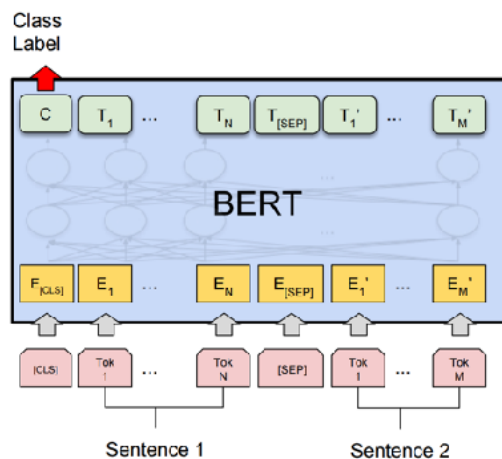 Class
Label
C T1 ... TN T[SEP] T1' ... TM'
...
...
BERT
E[CLS] E1 ... EN E[SEP] E1' ... EM'
[CLS] Tok 1 ... Tok N [SEP] Tok 1 ... Tok M
Sentence 1 Sentence 2